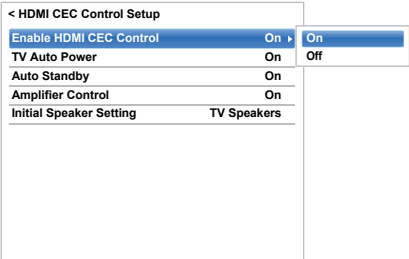 < HDMI CEC Control Setup
Enable HDMI CEC Control On On
TV Auto Power On Off
Auto Standby On
Amplifier Control On
Initial Speaker Setting TV Speakers